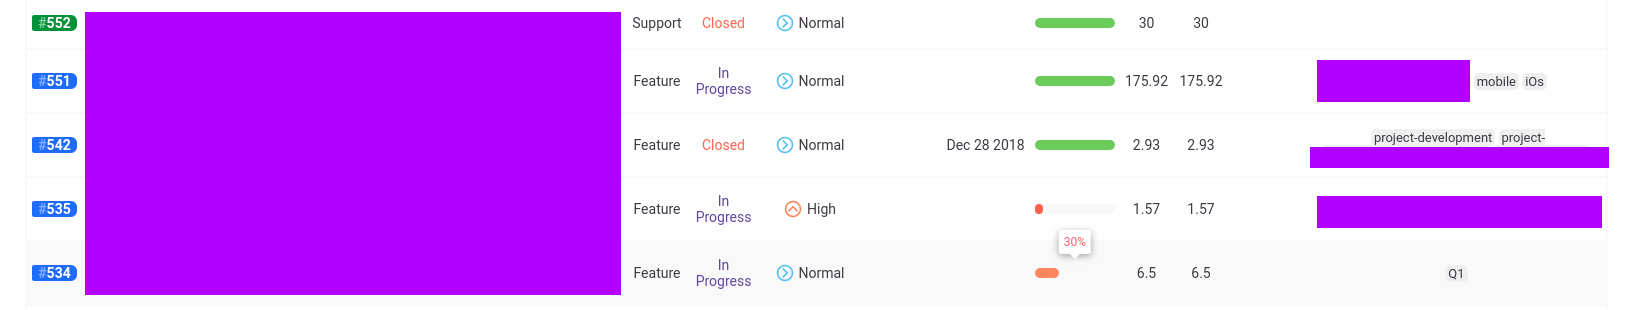 #552 Support Closed Normal 30 30
#551 Feature In Progress Normal 175.92 175.92 mobile iOs
#542 Feature Closed Normal Dec 28 2018 2.93 2.93 project-development project-
#535 Feature In Progress High 1.57 1.57
30%
#534 Feature In Progress Normal 6.5 6.5 Q1